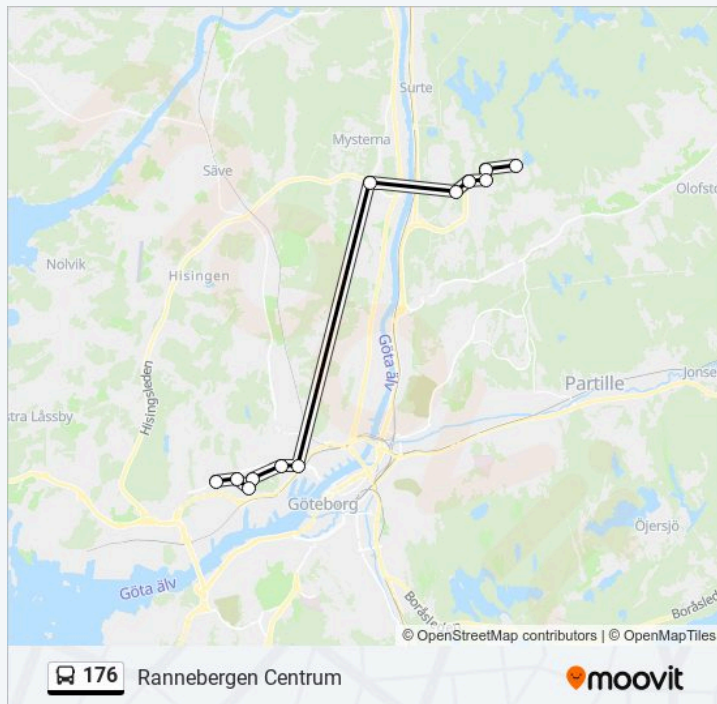 Surte
Mysterna
Säve
Olofsto
Nolvik
Hisingen
Göta älv
Hisingsleden
Partille
Jonse
stra Låssby
Göteborg
Öjersjö
Göta älv
Boråsleden
Boråsled
© OpenStreetMap contributors | © OpenMapTiles
176 Rannebergen Centrum
moovit